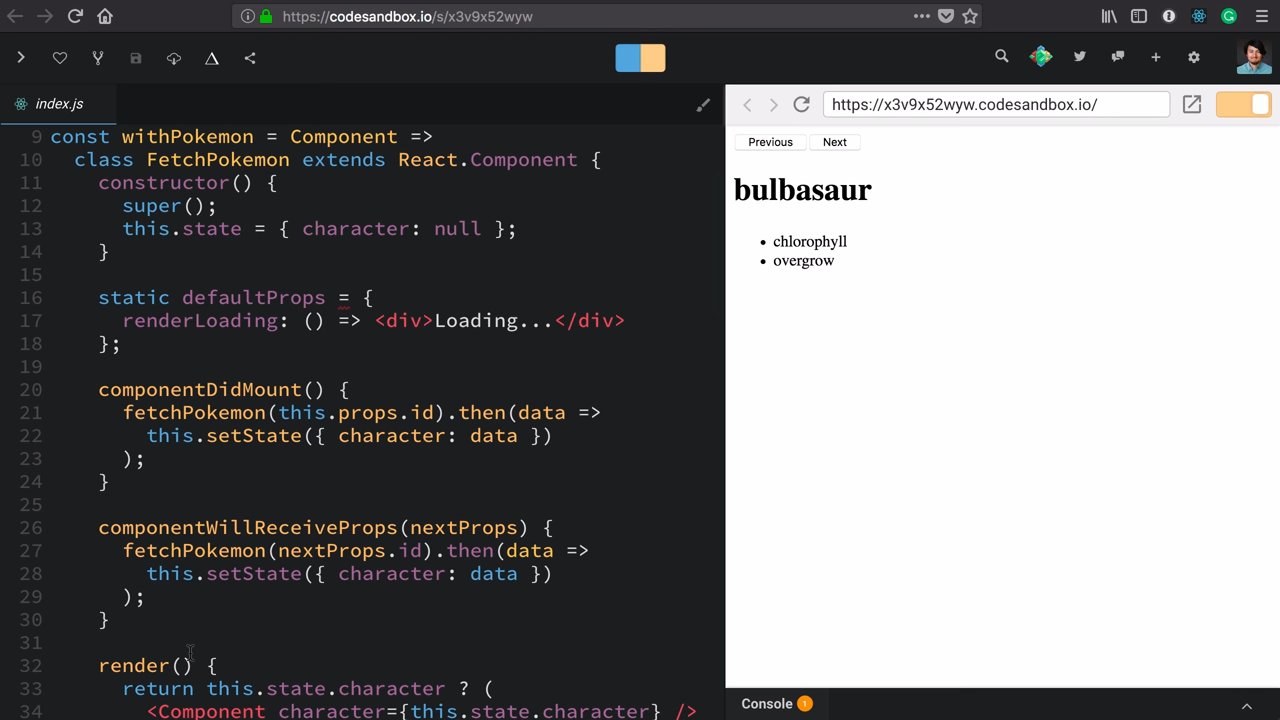 https://codesandbox.io/s/x3v9x52wyw
index.js
9 const withPokemon = Component =>
10 class FetchPokemon extends React.Component {
11 constructor() {
12 super();
13 this.state = { character: null };
14 }
15
16 static defaultProps = {
17 renderLoading: () => <div>Loading...</div>
18 };
19
20 componentDidMount() {
21 fetchPokemon(this.props.id).then(data =>
22 this.setState({ character: data })
23 );
24 }
25
26 componentWillReceiveProps(nextProps) {
27 fetchPokemon(nextProps.id).then(data =>
28 this.setState({ character: data })
29 );
30 }
31
32 render() {
33 return this.state.character ? (
34 <Component character={this.state.character} />
https://x3v9x52wyw.codesandbox.io/
Previous Next
bulbasaur
• chlorophyll
• overgrow
Console 1